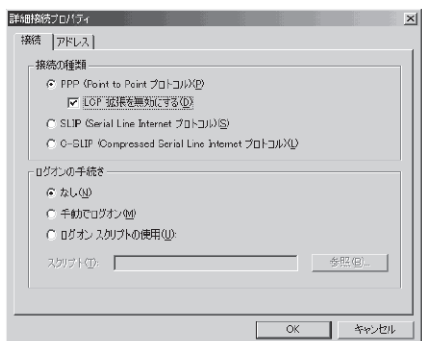 詳細接続プロパティ
接続 アドレス
接続の種類
PPP (Point to Point プロトコル)(P)
LCP 拡張を無効にする(D)
SLIP (Serial Line Internet プロトコル)(S)
C-SLIP (Compressed Serial Line Internet プロトコル)(L)
ログオンの手続き
なし(N)
手動でログオン(M)
ログオン スクリプトの使用(U):
スクリプト(T): 参照(B)...
OK キャンセル